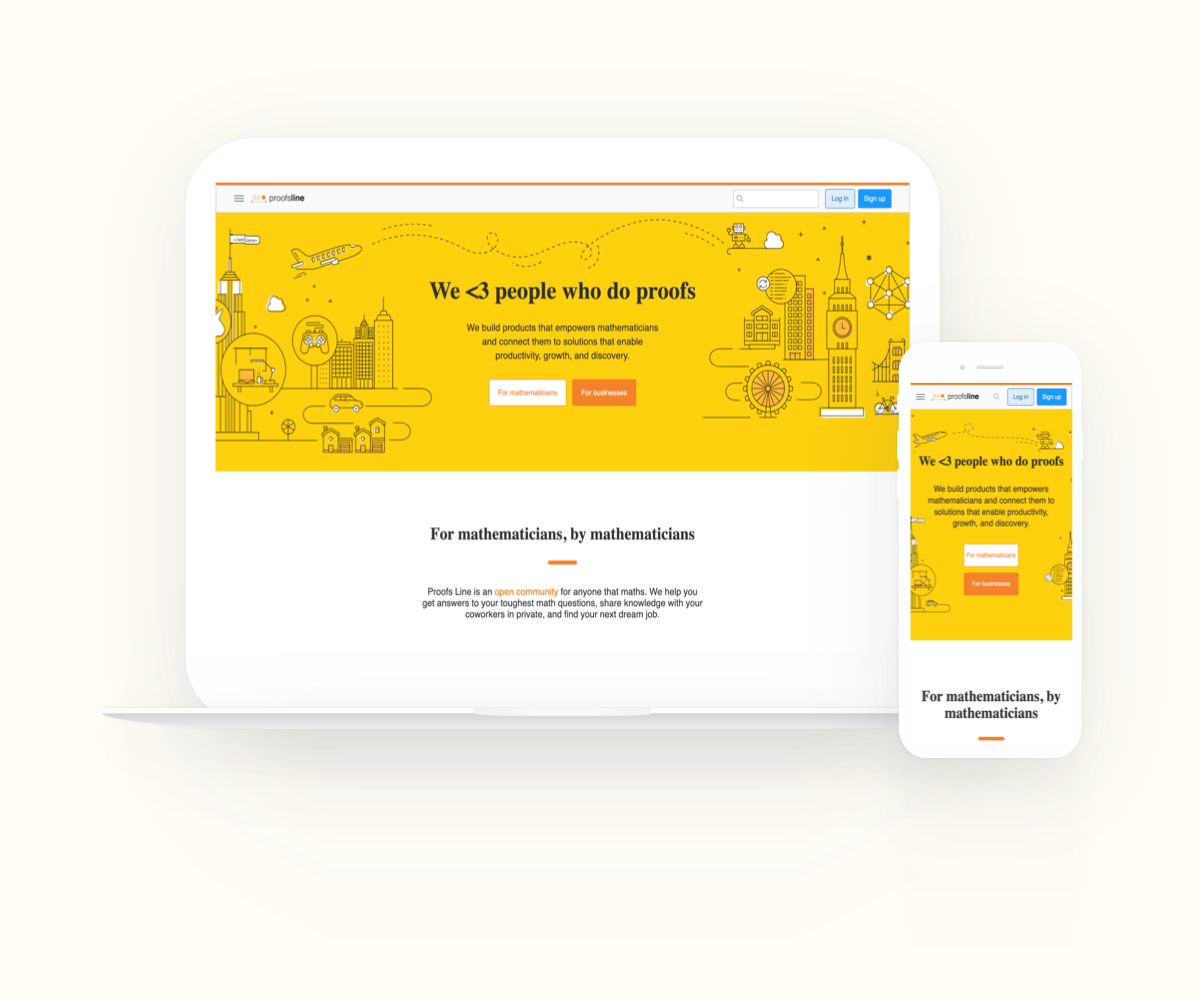 proofsline
Log in
Sign up
We <3 people who do proofs
We build products that empowers mathematicians
and connect them to solutions that enable
productivity, growth, and discovery.
For mathematicians
For businesses
For mathematicians, by mathematicians
Proofs Line is an open community for anyone that maths. We help you
get answers to your toughest math questions, share knowledge with your
coworkers in private, and find your next dream job.
proofsline
Log in
Sign up
We <3 people who do proofs
We build products that empowers
mathematicians and connect them to
solutions that enable productivity,
growth, and discovery.
For mathematicians
For businesses
For mathematicians, by
mathematicians